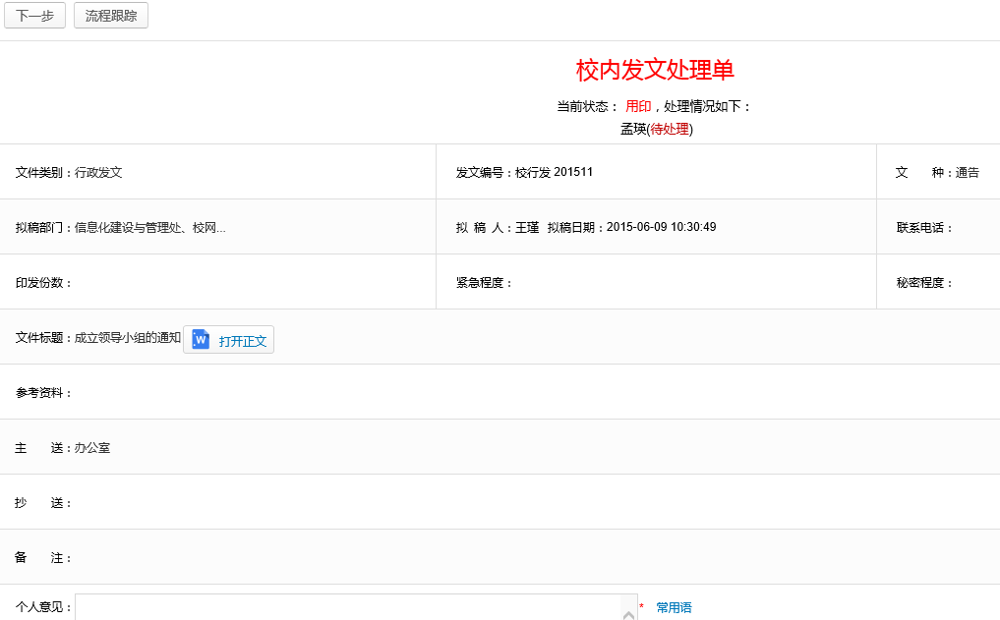 下一步 流程跟踪
校内发文处理单
当前状态： 用印，处理情况如下：
孟瑛(待处理)
文件类别：行政发文 发文编号：校行发 201511 文 种：通告
拟稿部门：信息化建设与管理处、校网... 拟 稿 人：王瑾 拟稿日期：2015-06-09 10:30:49 联系电话：
印发份数： 紧急程度： 秘密程度：
文件标题：成立领导小组的通知 打开正文
参考资料：
主 送：办公室
抄 送：
备 注：
个人意见： * 常用语